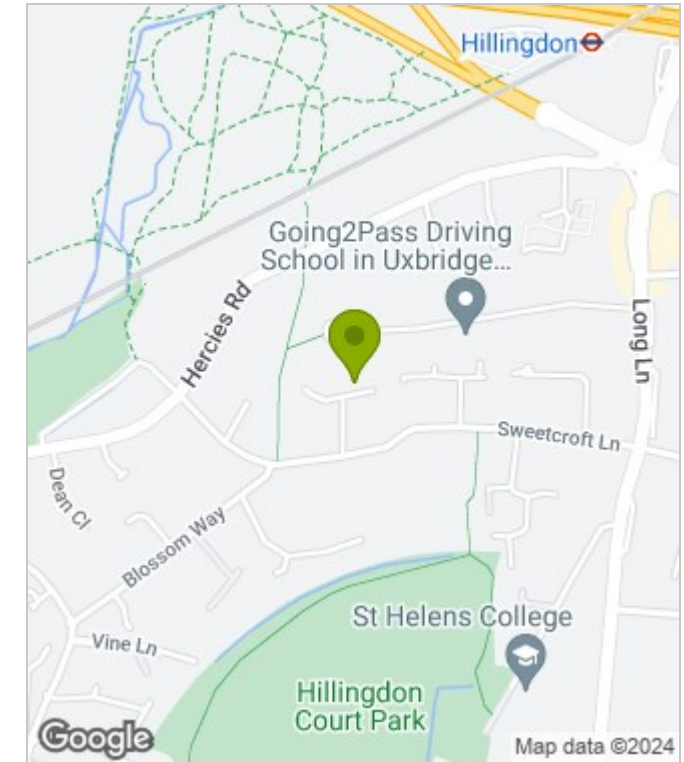 Hillingdon
Going2Pass Driving
School in Uxbridge...
Hercies Rd
Long Ln
Sweetcroft Ln
Dean Cl
Blossom Way
St Helens College
Vine Ln
Hillingdon
Court Park
Google
Map data ©2024